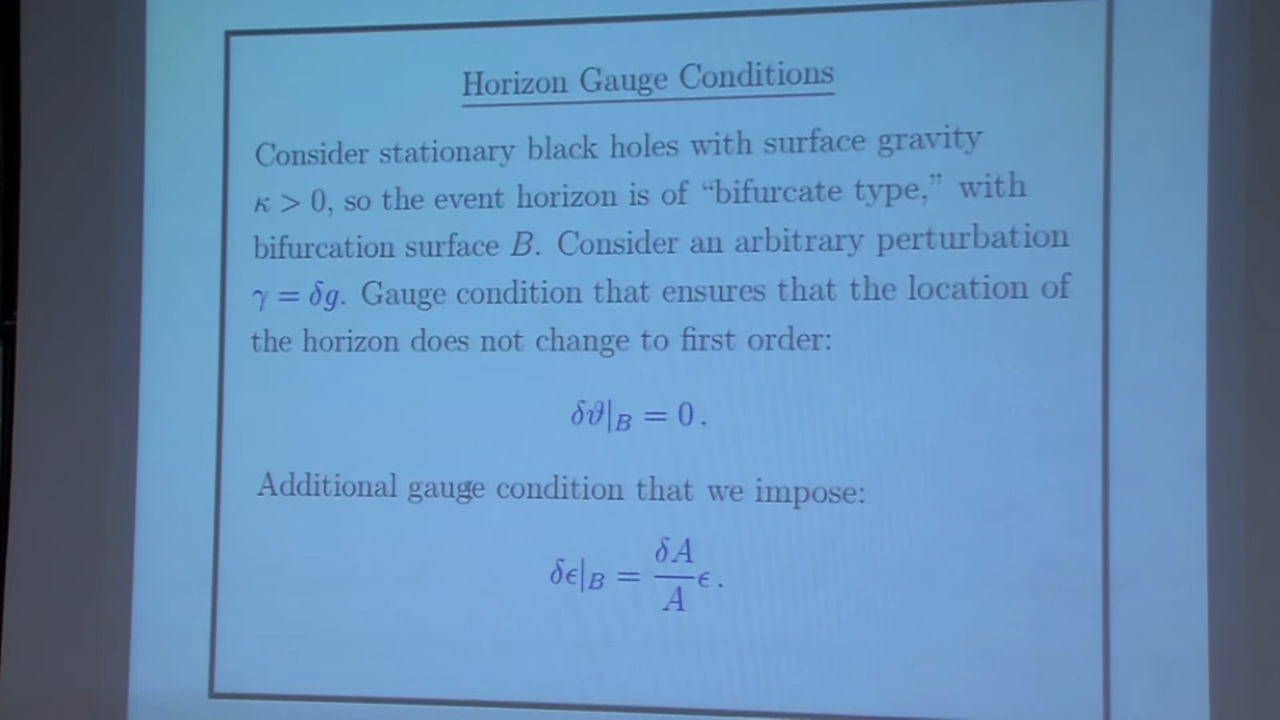 Horizon Gauge Conditions
Consider stationary black holes with surface gravity
κ > 0, so the event horizon is of “bifurcate type,” with
bifurcation surface B. Consider an arbitrary perturbation
γ = δg. Gauge condition that ensures that the location of
the horizon does not change to first order:
δϑ|_B = 0.
Additional gauge condition that we impose:
δϵ|_B = \frac{δA}{A} ϵ.